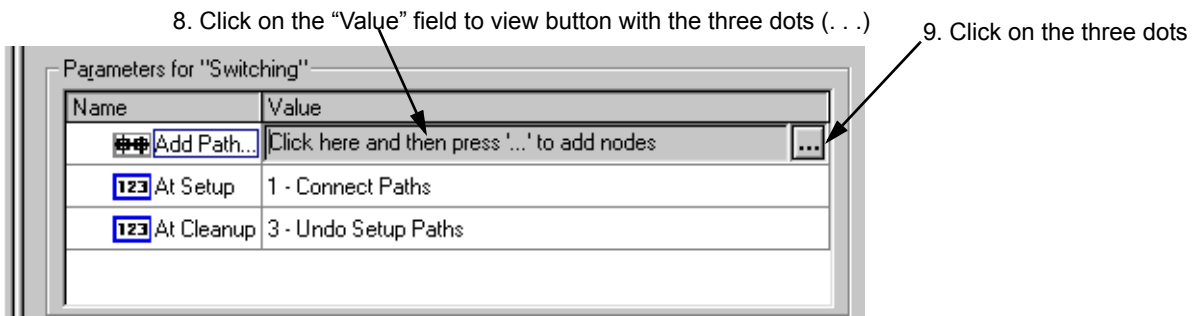 8. Click on the “Value” field to view button with the three dots (. . .)
9. Click on the three dots
Parameters for "Switching"
Name Value
Add Path... Click here and then press '...' to add nodes ...
123 At Setup 1 - Connect Paths
123 At Cleanup 3 - Undo Setup Paths